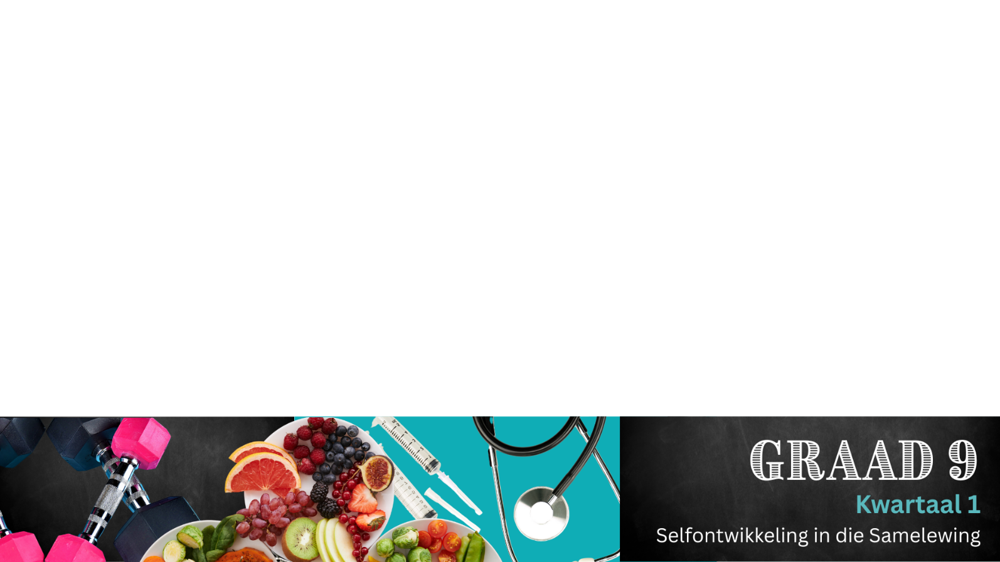 GRAAD 9
Kwartaal 1
Selfontwikkeling in die Samelewing